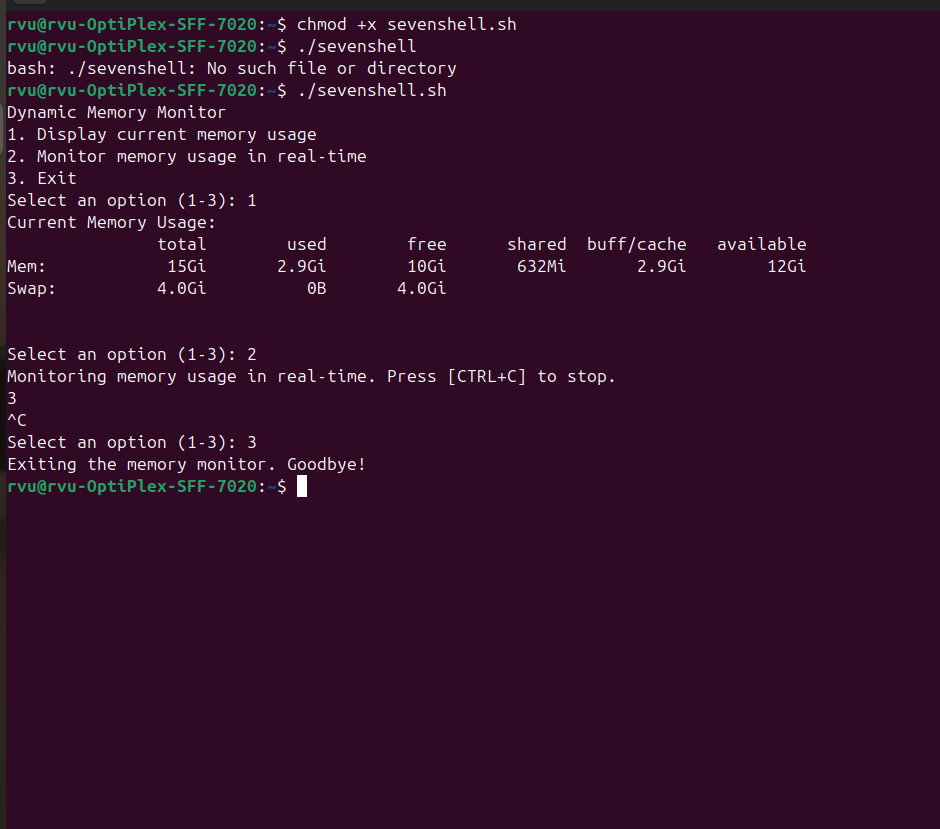 rvu@rvu-OptiPlex-SFF-7020:~$ chmod +x sevenshell.sh
rvu@rvu-OptiPlex-SFF-7020:~$ ./sevenshell
bash: ./sevenshell: No such file or directory
rvu@rvu-OptiPlex-SFF-7020:~$ ./sevenshell.sh
Dynamic Memory Monitor
1. Display current memory usage
2. Monitor memory usage in real-time
3. Exit
Select an option (1-3): 1
Current Memory Usage:
total used free shared buff/cache available
Mem: 15Gi 2.9Gi 10Gi 632Mi 2.9Gi 12Gi
Swap: 4.0Gi 0B 4.0Gi
Select an option (1-3): 2
Monitoring memory usage in real-time. Press [CTRL+C] to stop.
3
^C
Select an option (1-3): 3
Exiting the memory monitor. Goodbye!
rvu@rvu-OptiPlex-SFF-7020:~$